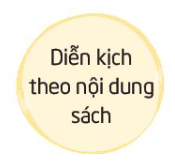 Diễn kịch
theo nội dung
sách